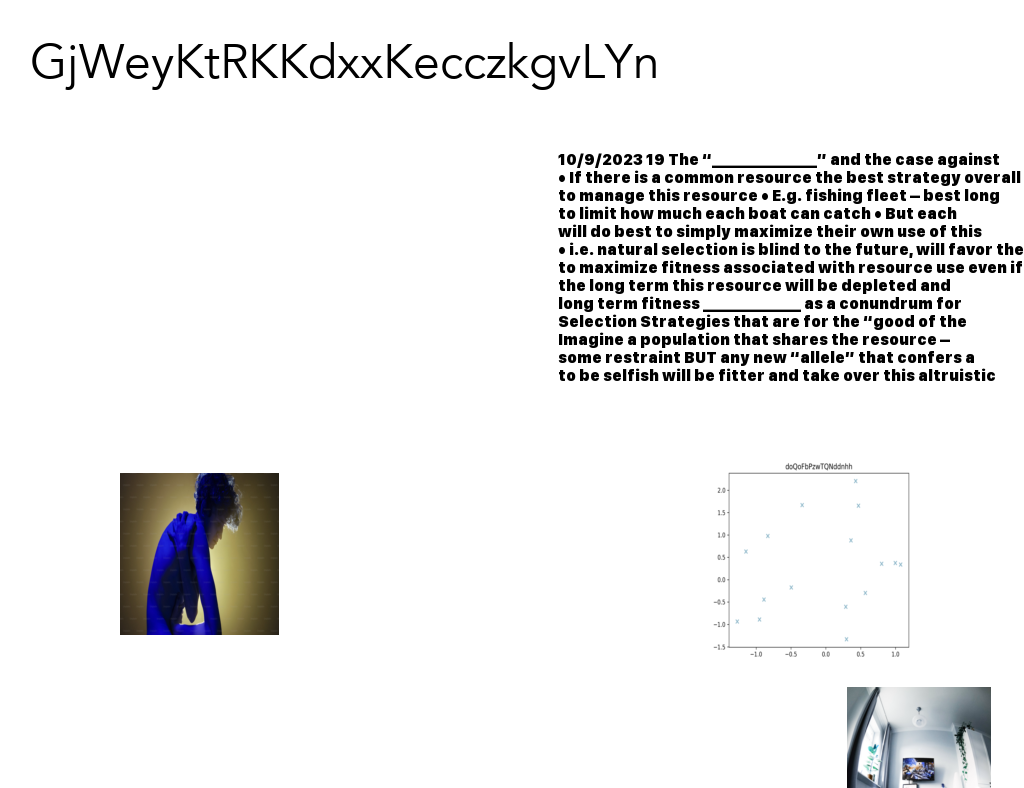 GjWeyKtRKKdxxKecczkgvLYn
10/9/2023 19 The “_____________” and the case against
• If there is a common resource the best strategy overall
to manage this resource • E.g. fishing fleet – best long
to limit how much each boat can catch • But each
will do best to simply maximize their own use of this
• i.e. natural selection is blind to the future, will favor the
to maximize fitness associated with resource use even if
the long term this resource will be depleted and
long term fitness ____________ as a conundrum for
Selection Strategies that are for the “good of the
Imagine a population that shares the resource –
some restraint BUT any new “allele” that confers a
to be selfish will be fitter and take over this altruistic
doQoFbPzwTQNddnhh
2.0
1.5
1.0
0.5
0.0
−0.5
−1.0
−1.5
−1.0 −0.5 0.0 0.5 1.0